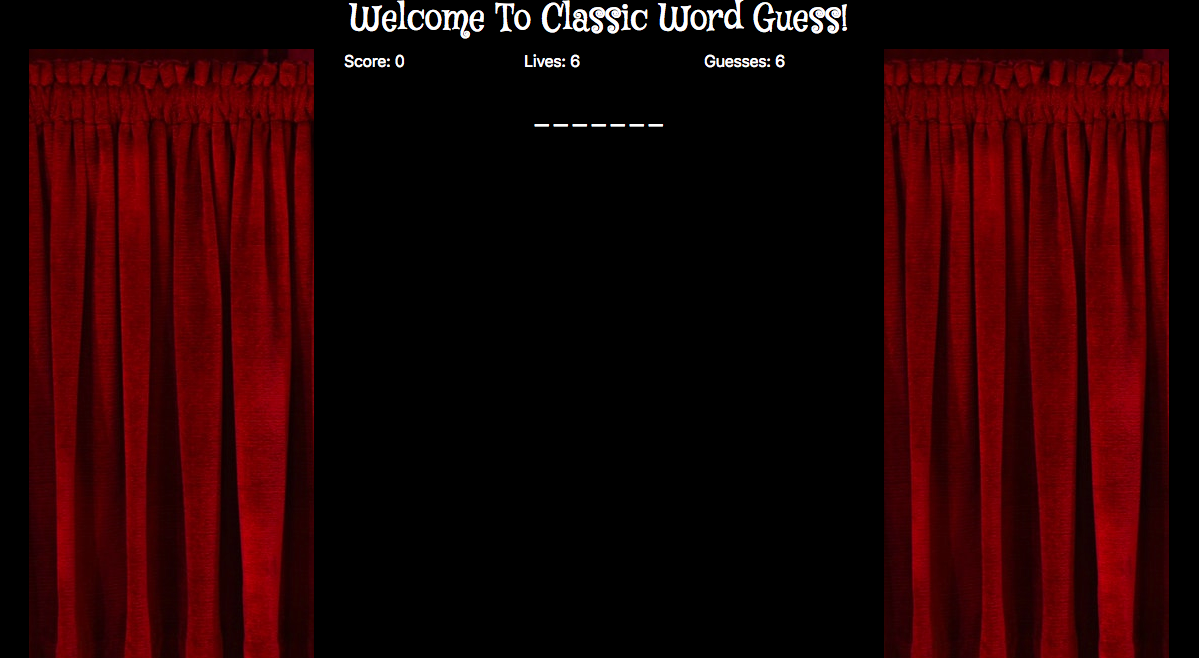 Welcome To Classic Word Guess!
Score: 0 Lives: 6 Guesses: 6
_ _ _ _ _ _ _